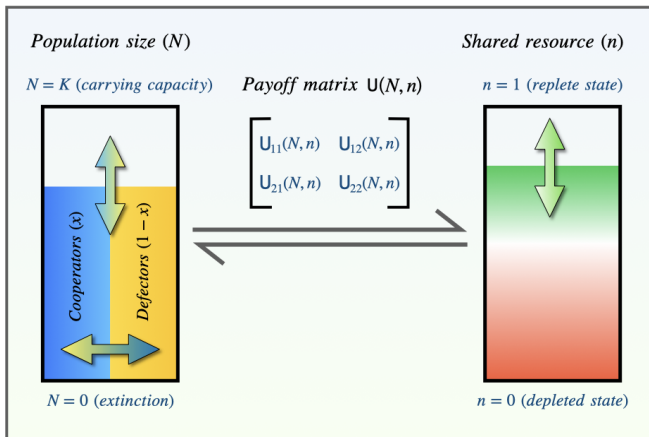 Population size (N)
Shared resource (n)
N = K (carrying capacity)
Payoff matrix U(N, n)
n = 1 (replete state)
U11(N, n) U12(N, n)
U21(N, n) U22(N, n)
Cooperators (x)
Defectors (1 − x)
N = 0 (extinction)
n = 0 (depleted state)